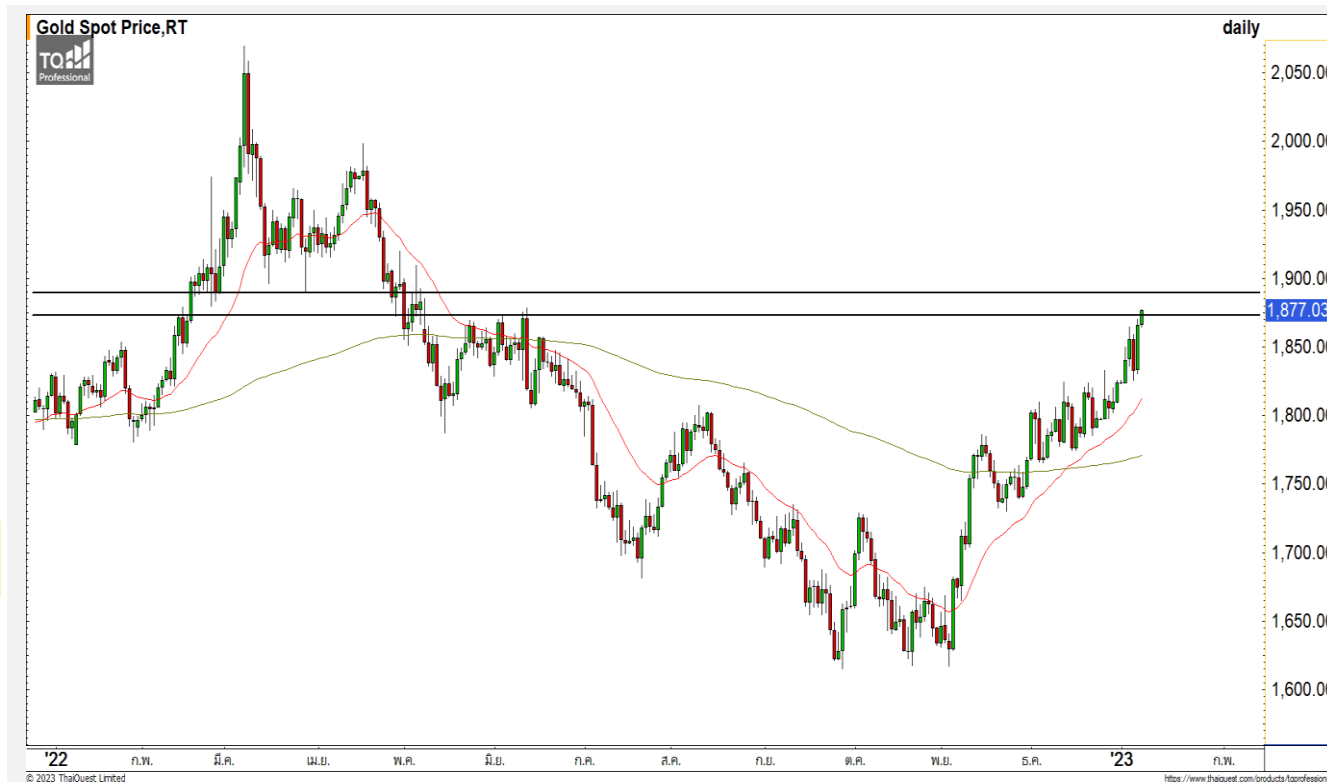 Gold Spot Price,RT daily
TQ
Professional
2,050.00
2,000.00
1,950.00
1,900.00
1,877.03
1,850.00
1,800.00
1,750.00
1,700.00
1,650.00
1,600.00
'22 ก.พ. มี.ค. เม.ย. พ.ค. มิ.ย. ก.ค. ส.ค. ก.ย. ต.ค. พ.ย. ธ.ค. '23 ก.พ.
© 2023 ThaiQuest Limited https://www.thaiquest.com/products/tqprofession